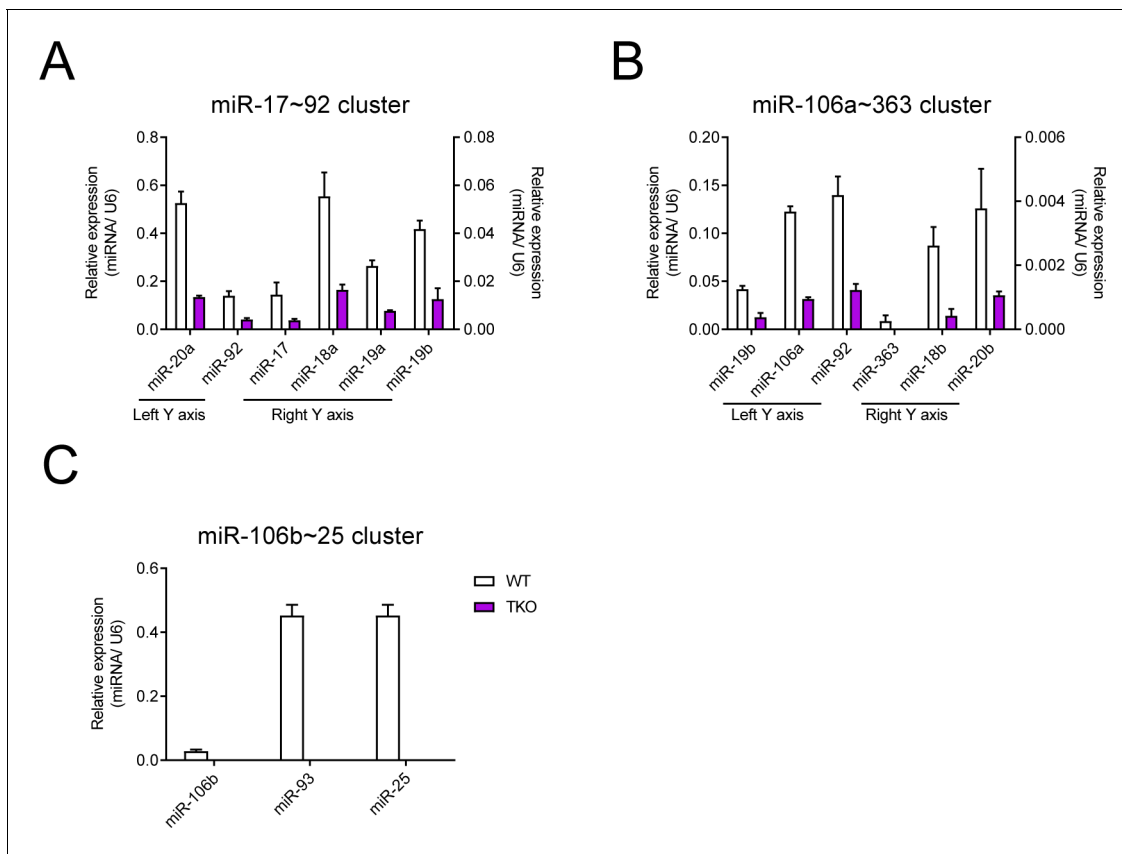 A
miR-17~92 cluster
Relative expression
(miRNA/ U6)
0.8
0.6
0.4
0.2
0.0
0.08
0.06
0.04
0.02
0.00
Relative expression
(miRNA/ U6)
miR-20a
miR-92
miR-17
miR-18a
miR-19a
miR-19b
Left Y axis
Right Y axis
B
miR-106a~363 cluster
Relative expression
(miRNA/ U6)
0.20
0.15
0.10
0.05
0.00
0.006
0.004
0.002
0.000
Relative expression
(miRNA/ U6)
miR-19b
miR-106a
miR-92
miR-363
miR-18b
miR-20b
Left Y axis
Right Y axis
C
miR-106b~25 cluster
Relative expression
(miRNA/ U6)
0.6
0.4
0.2
0.0
miR-106b
miR-93
miR-25
WT
TKO